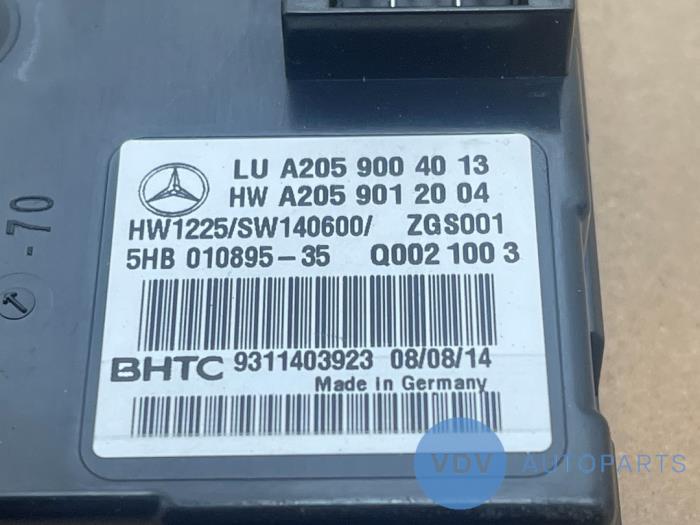 LU A205 900 40 13
HW A205 901 20 04
HW1225/SW140600/ ZGS001
5HB 010895-35 Q002 100 3
BHTC 9311403923 08/08/14
Made in Germany
-70
VDV AUTOPARTS